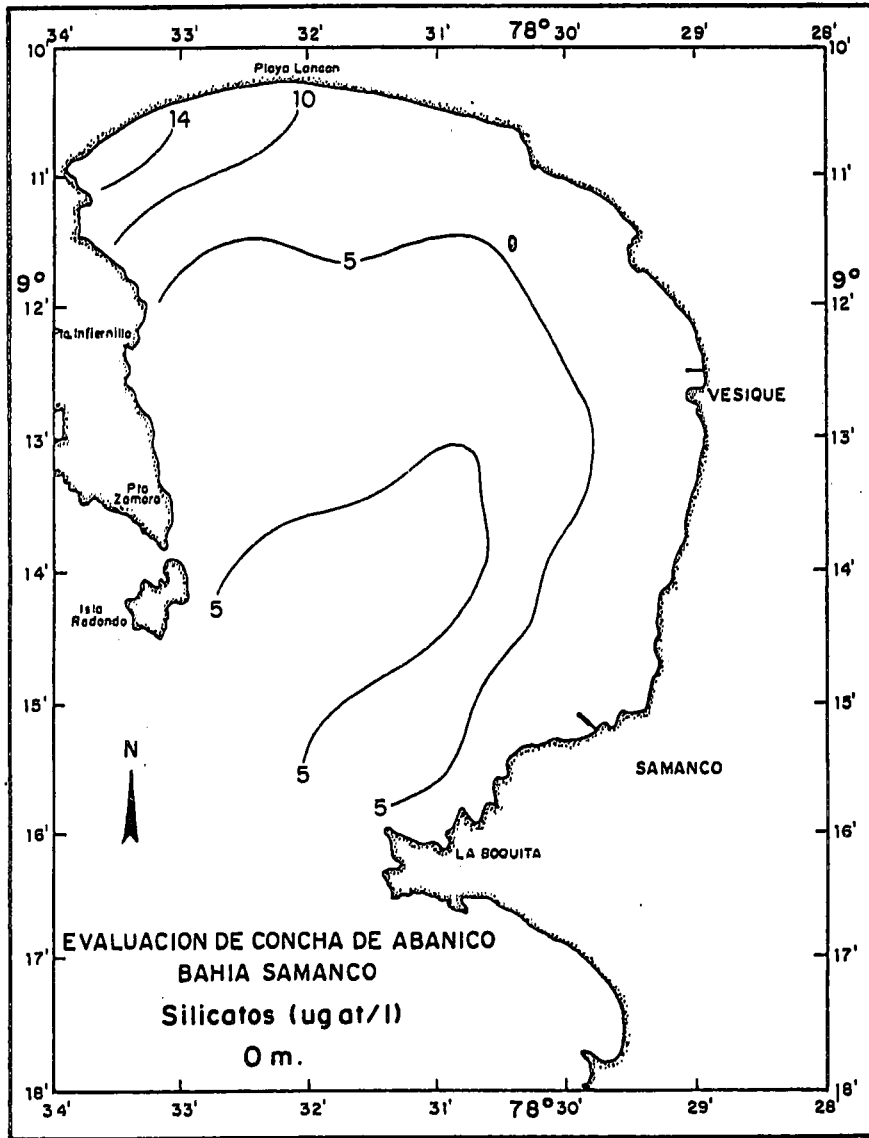 34' 33' 32' 31' 78° 30' 29' 28'
10' 10'
Playa Lancon
14 10
11' 11'
5 0
9° 9°
12' 12'
Infiernillo
VESIQUE
13' 13'
Pta
Zamora
14' 14'
5
Isla
Redondo
15' 15'
N
SAMANCO
5
5
16' 16'
LA BOQUITA
EVALUACION DE CONCHA DE ABANICO
17' 17'
BAHIA SAMANCO
Silicatos (ug at/l)
0 m.
18' 18'
34' 33' 32' 31' 78° 30' 29' 28'